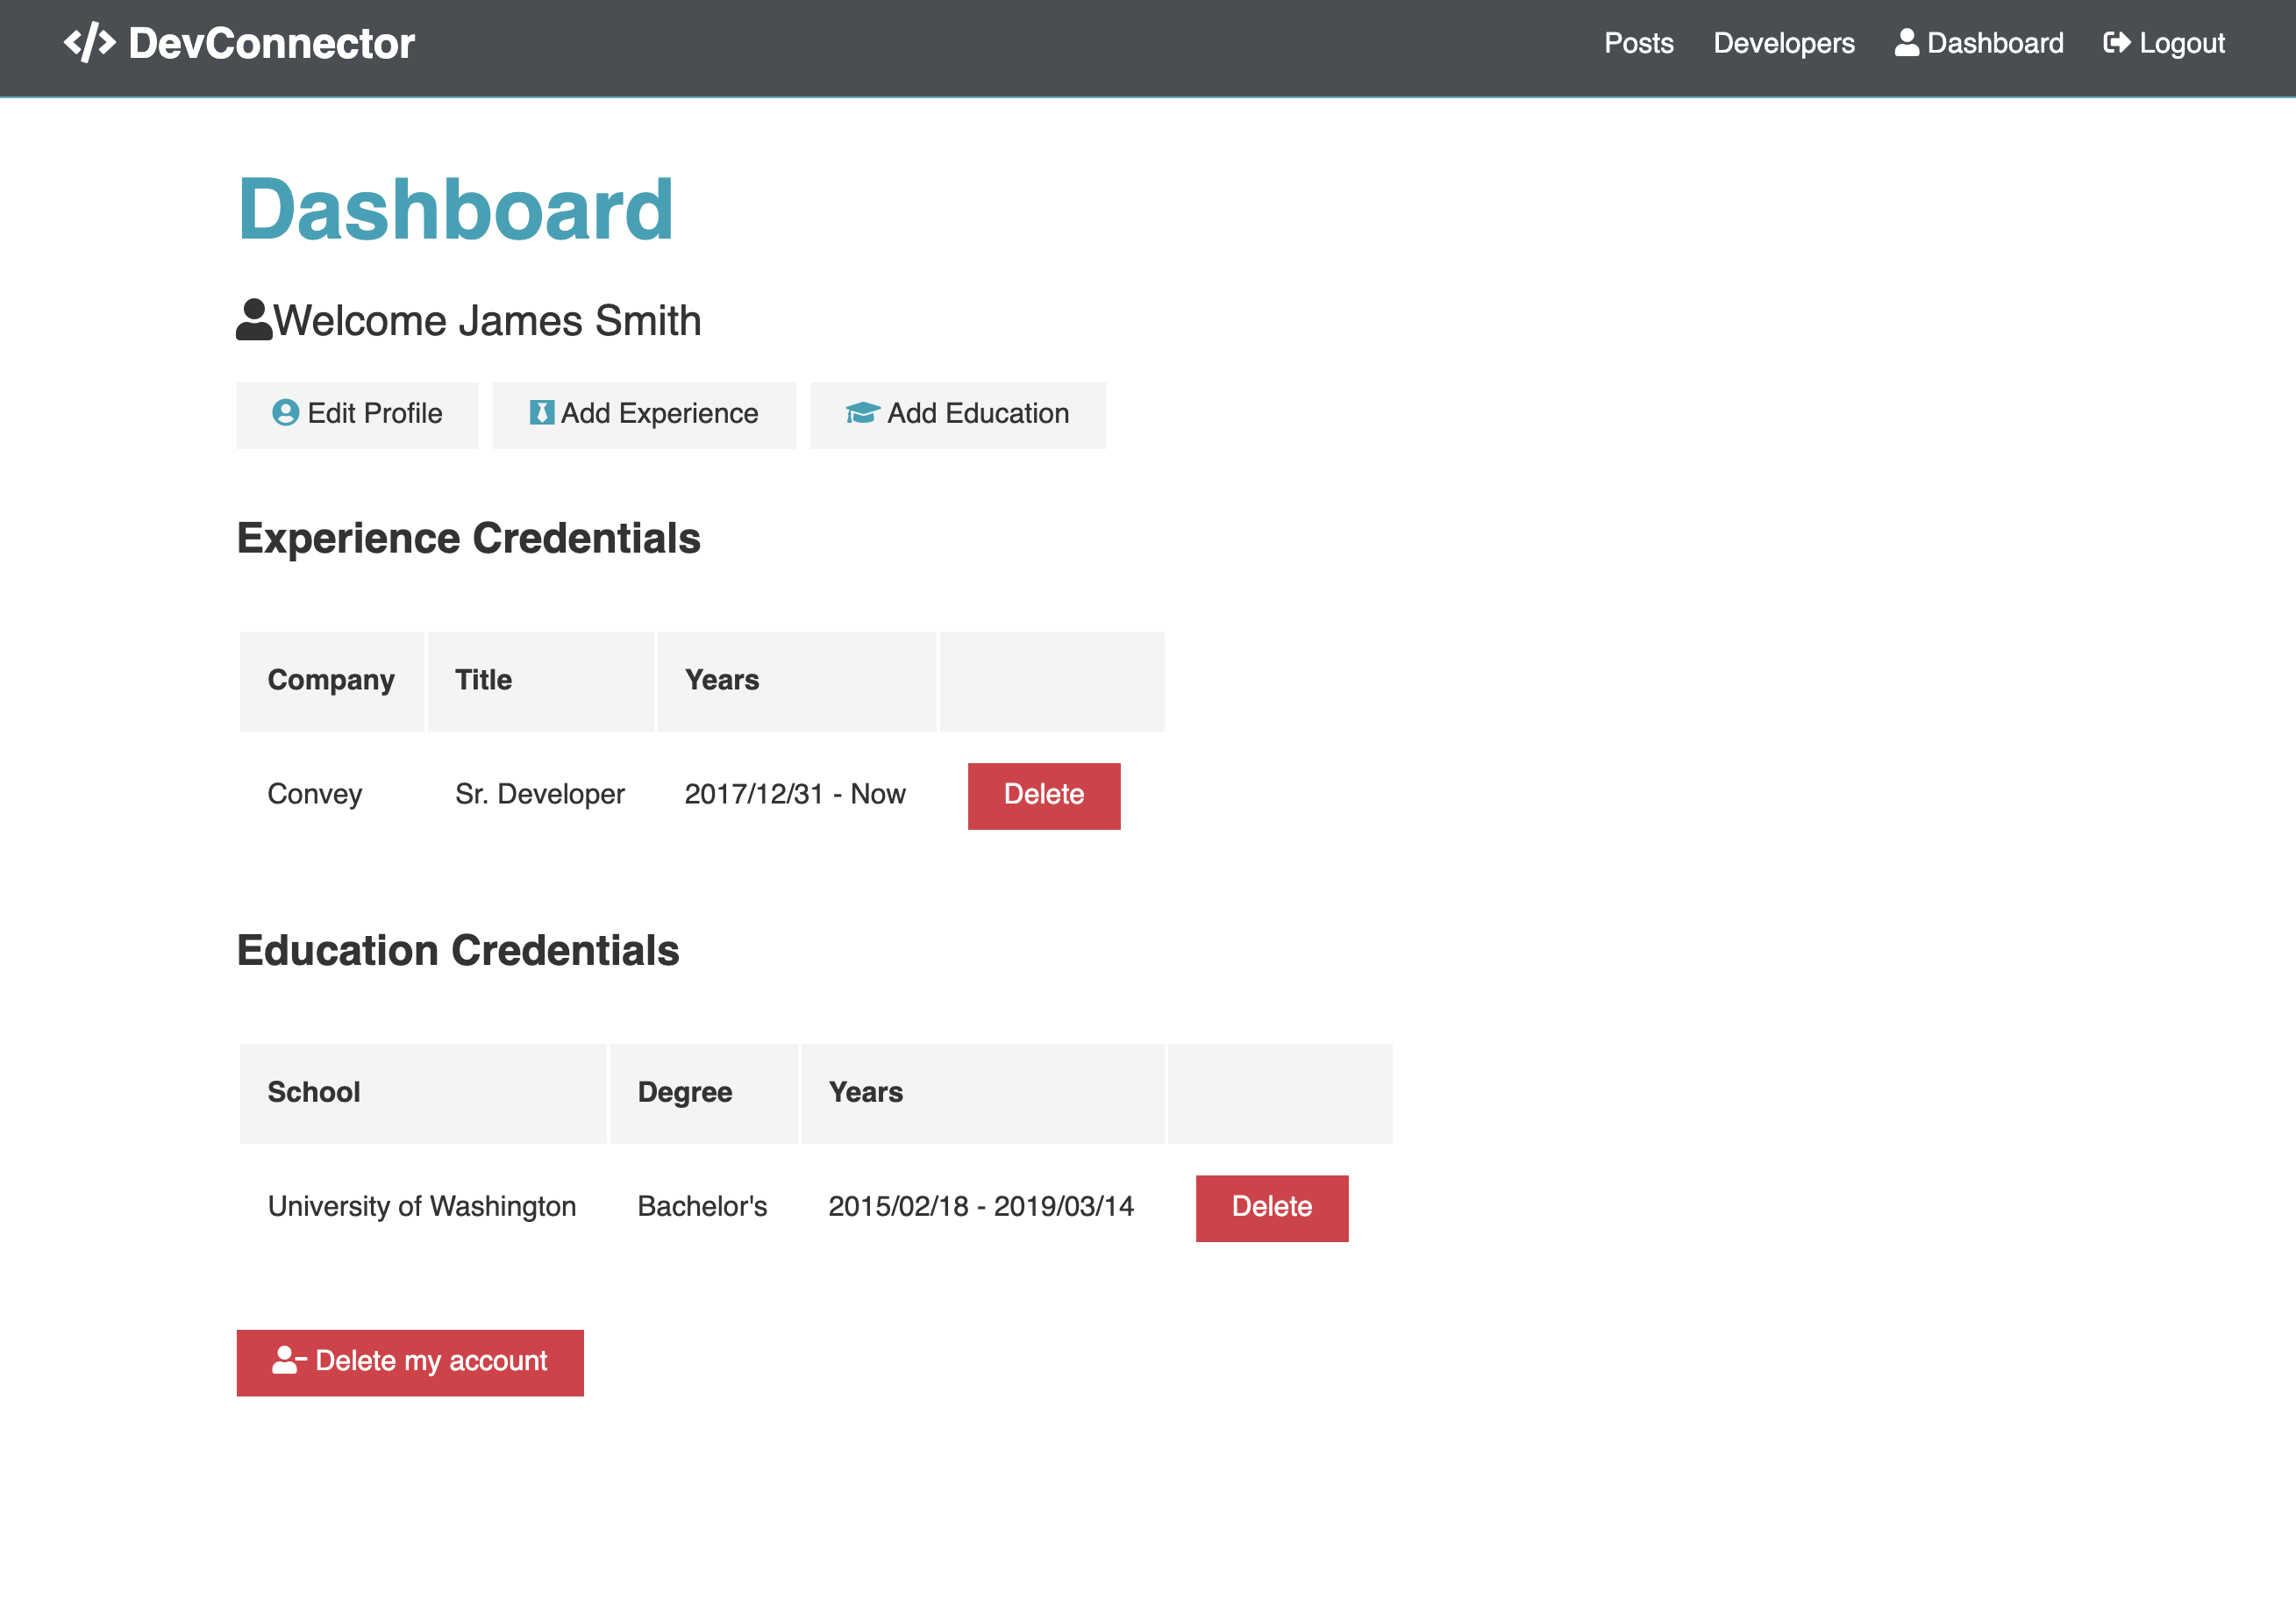 DevConnector Posts Developers Dashboard Logout
Dashboard
Welcome James Smith
Edit Profile Add Experience Add Education
Experience Credentials
Company Title Years
Convey Sr. Developer 2017/12/31 - Now Delete
Education Credentials
School Degree Years
University of Washington Bachelor's 2015/02/18 - 2019/03/14 Delete
Delete my account